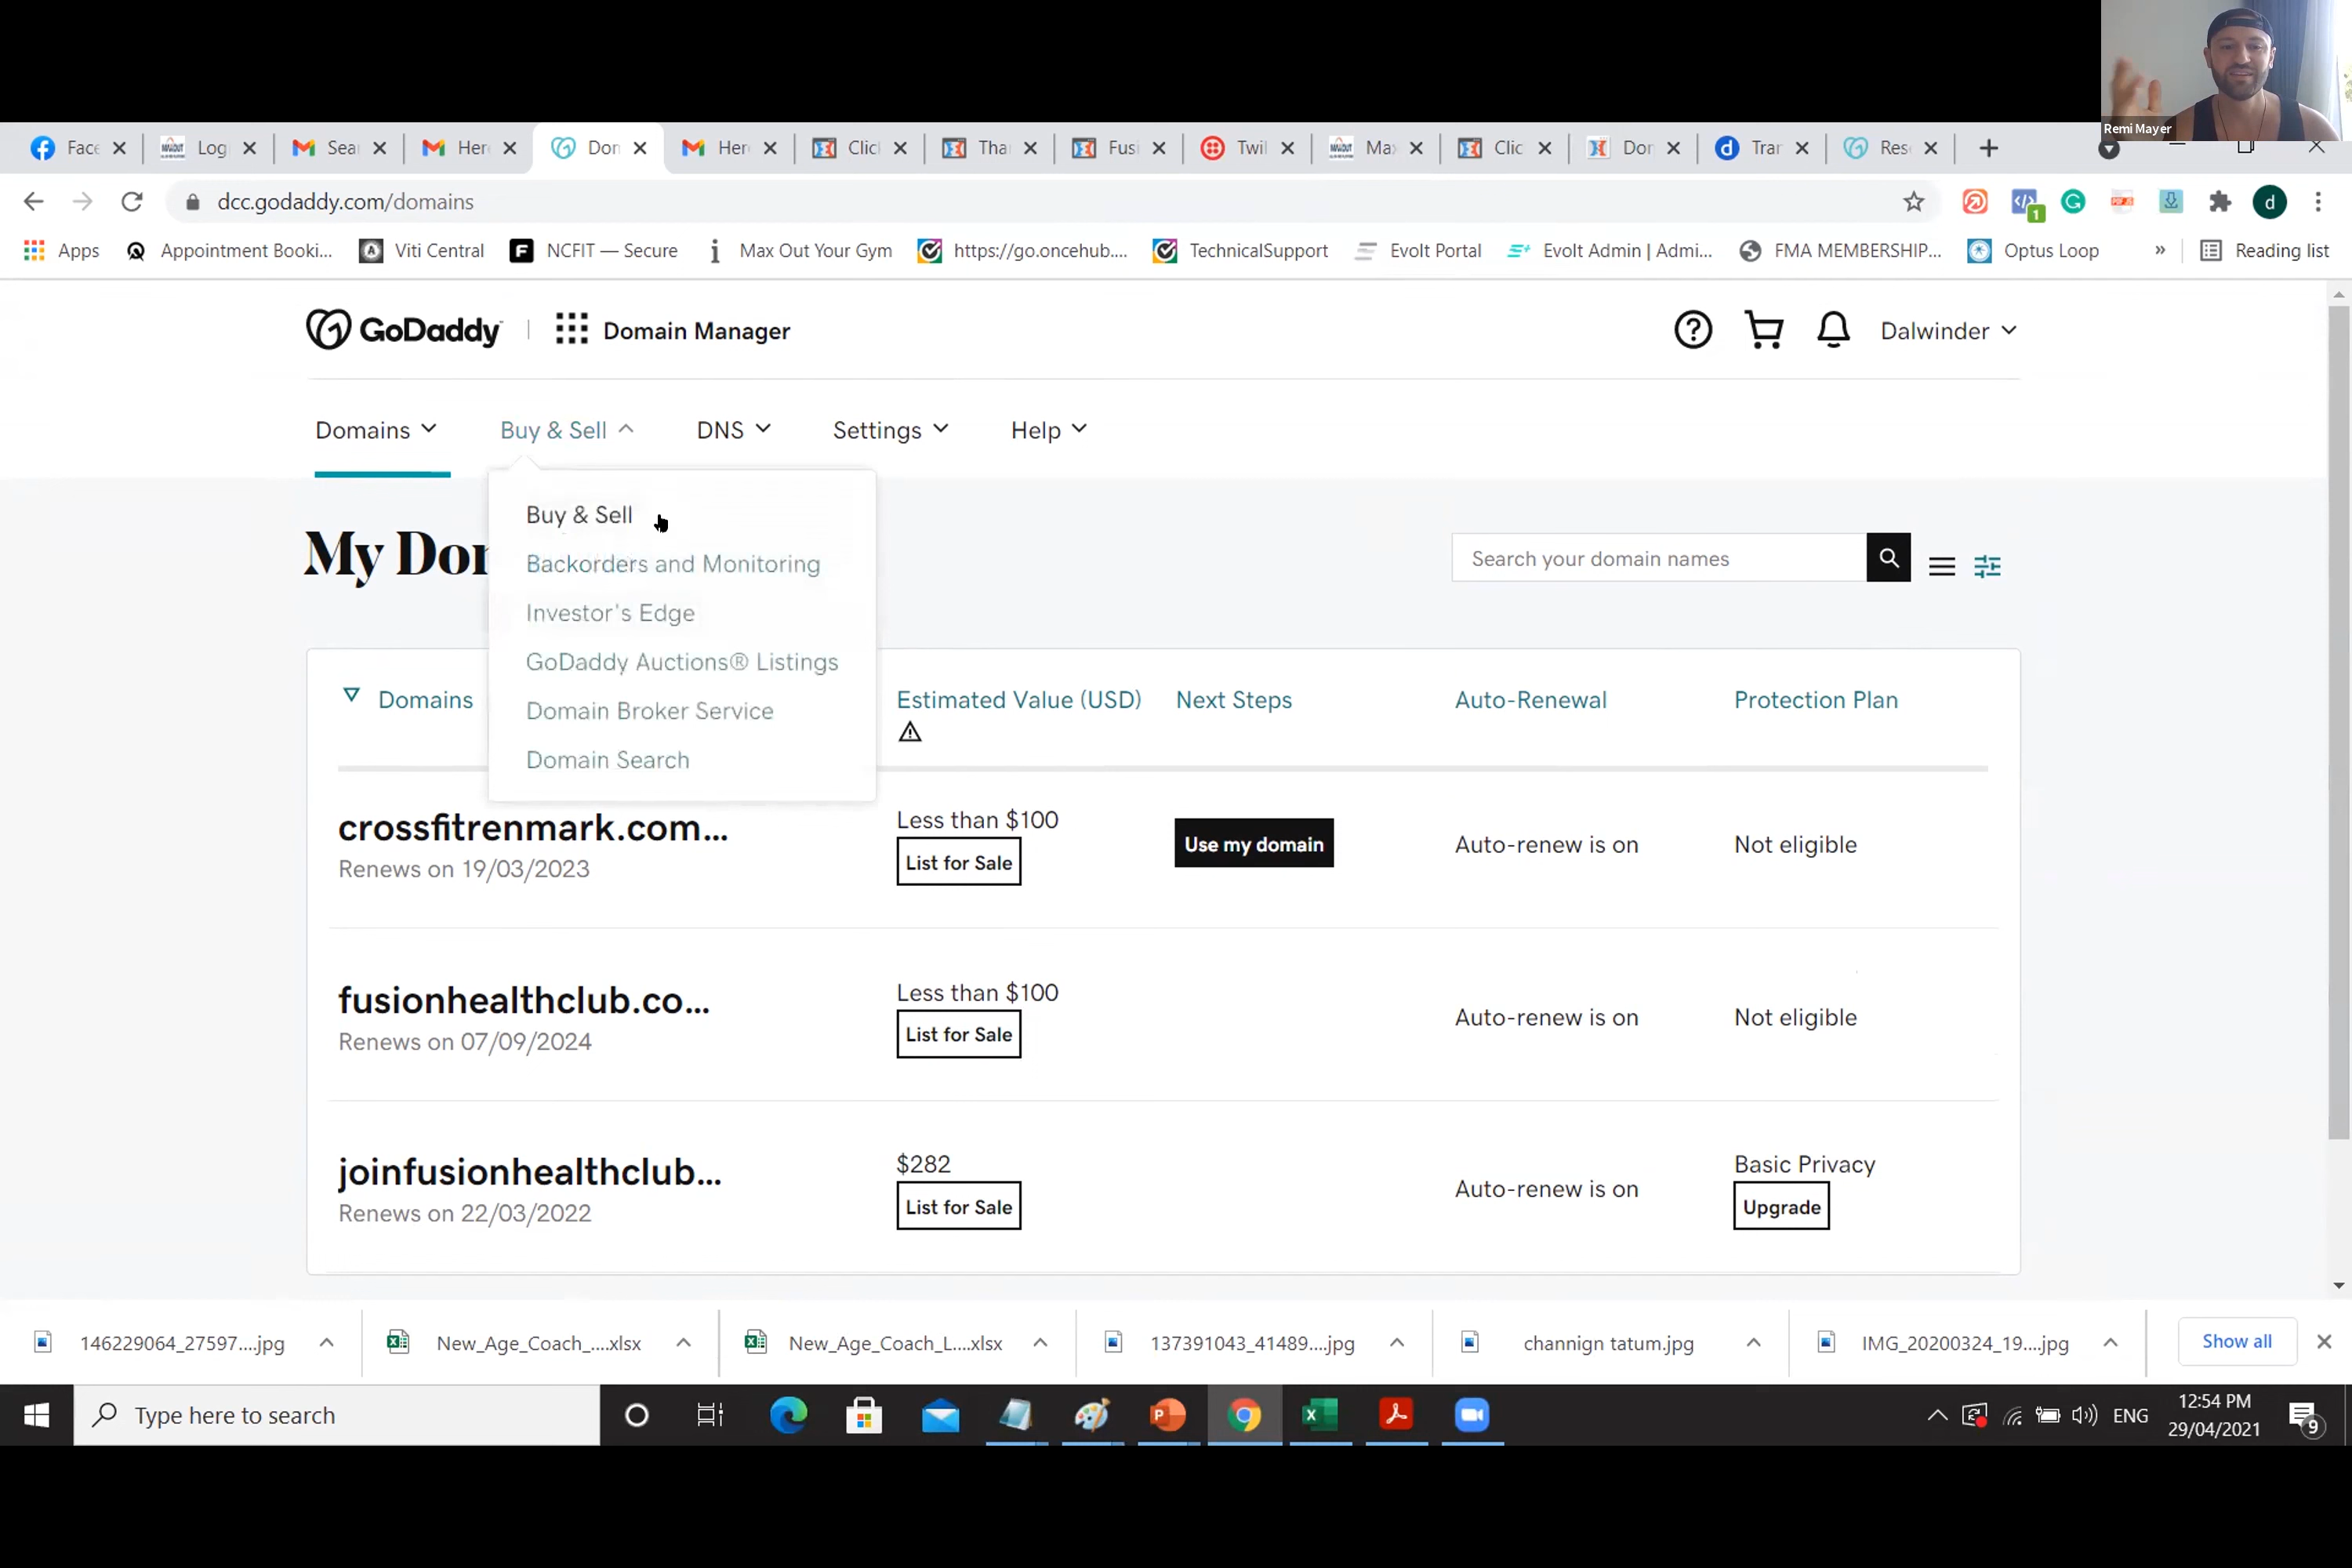 Remi Mayer
Face
Log
Sear
Her
Don
Her
Clic
Tha
Fusi
Twil
Max
Clic
Don
Tran
Res
dcc.godaddy.com/domains
d
1
Apps
Appointment Booki...
Viti Central
NCFIT — Secure
Max Out Your Gym
https://go.oncehub....
TechnicalSupport
Evolt Portal
Evolt Admin | Admi...
FMA MEMBERSHIP...
Optus Loop
»
Reading list
GoDaddy
Domain Manager
Dalwinder
Domains
Buy & Sell
DNS
Settings
Help
Buy & Sell
Backorders and Monitoring
Investor's Edge
GoDaddy Auctions® Listings
Domain Broker Service
Domain Search
My Dor
Search your domain names
Domains
Estimated Value (USD)
Next Steps
Auto-Renewal
Protection Plan
crossfitrenmark.com...
Renews on 19/03/2023
Less than $100
List for Sale
Use my domain
Auto-renew is on
Not eligible
fusionhealthclub.co...
Renews on 07/09/2024
Less than $100
List for Sale
Auto-renew is on
Not eligible
joinfusionhealthclub...
Renews on 22/03/2022
$282
List for Sale
Auto-renew is on
Basic Privacy
Upgrade
146229064_27597....jpg
New_Age_Coach_....xlsx
New_Age_Coach_L....xlsx
137391043_41489....jpg
channign tatum.jpg
IMG_20200324_19....jpg
Show all
Type here to search
ENG
12:54 PM
29/04/2021
9